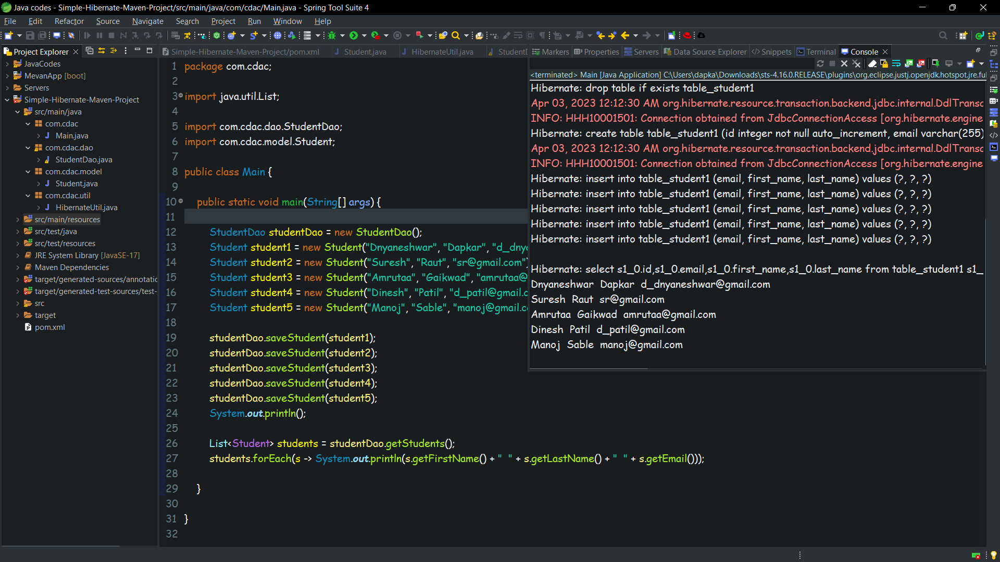 Java codes - Simple-Hibernate-Maven-Project/src/main/java/com/cdac/Main.java - Spring Tool Suite 4
File Edit Refactor Source Navigate Search Project Run Window Help
Project Explorer
JavaCodes
MevanApp [boot]
Servers
Simple-Hibernate-Maven-Project
src/main/java
com.cdac
Main.java
com.cdac.dao
StudentDao.java
com.cdac.model
Student.java
com.cdac.util
HibernateUtil.java
src/main/resources
src/test/java
src/test/resources
JRE System Library [JavaSE-17]
Maven Dependencies
target/generated-sources/annotatic
target/generated-test-sources/test-
src
target
pom.xml
Simple-Hibernate-Maven-Project/pom.xml Student.java HibernateUtil.java StudentD
1 package com.cdac;
2
3 import java.util.List;
4
5 import com.cdac.dao.StudentDao;
6 import com.cdac.model.Student;
7
8 public class Main {
9
10 public static void main(String[] args) {
11
12 StudentDao studentDao = new StudentDao();
13 Student student1 = new Student("Dnyaneshwar","Dapkar", "d_dny
14 Student student2 = new Student("Suresh", "Raut", "sr@gmail.com")
15 Student student3 = new Student("Amrutaa", "Gaikwad", "amrutaa@
16 Student student4 = new Student("Dinesh", "Patil", "d_patil@gmail.c
17 Student student5 = new Student("Manoj", "Sable", "manoj@gmail.c
18
19 studentDao.saveStudent(student1);
20 studentDao.saveStudent(student2);
21 studentDao.saveStudent(student3);
22 studentDao.saveStudent(student4);
23 studentDao.saveStudent(student5);
24 System.out.println();
25
26 List<Student> students = studentDao.getStudents();
27 students.forEach(s -> System.out.println(s.getFirstName() + "  " + s.getLastName() + "  " + s.getEmail()));
28
29 }
30
31 }
32
Markers Properties Servers Data Source Explorer Snippets Terminal Console
<terminated> Main [Java Application] C:\Users\dapka\Downloads\sts-4.16.0.RELEASE\plugins\org.eclipse.justj.openjdk.hotspot.jre.ful
Hibernate: drop table if exists table_student1
Apr 03, 2023 12:12:30 AM org.hibernate.resource.transaction.backend.jdbc.internal.DdlTransa
INFO: HHH10001501: Connection obtained from JdbcConnectionAccess [org.hibernate.engine
Hibernate: create table table_student1 (id integer not null auto_increment, email varchar(255)
Apr 03, 2023 12:12:30 AM org.hibernate.resource.transaction.backend.jdbc.internal.DdlTransa
INFO: HHH10001501: Connection obtained from JdbcConnectionAccess [org.hibernate.engine
Hibernate: insert into table_student1 (email, first_name, last_name) values (?, ?, ?)
Hibernate: insert into table_student1 (email, first_name, last_name) values (?, ?, ?)
Hibernate: insert into table_student1 (email, first_name, last_name) values (?, ?, ?)
Hibernate: insert into table_student1 (email, first_name, last_name) values (?, ?, ?)
Hibernate: insert into table_student1 (email, first_name, last_name) values (?, ?, ?)
Hibernate: select s1_0.id,s1_0.email,s1_0.first_name,s1_0.last_name from table_student1 s1_
Dnyaneshwar  Dapkar  d_dnyaneshwar@gmail.com
Suresh  Raut  sr@gmail.com
Amrutaa  Gaikwad  amrutaa@gmail.com
Dinesh  Patil  d_patil@gmail.com
Manoj  Sable  manoj@gmail.com